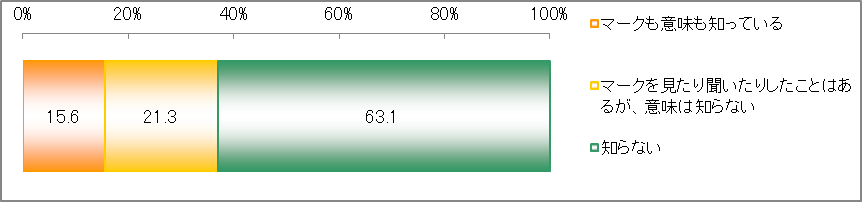 0% 20% 40% 60% 80% 100%
15.6 21.3 63.1
マークも意味も知っている
マークを見たり聞いたりしたことはあ
るが、意味は知らない
知らない